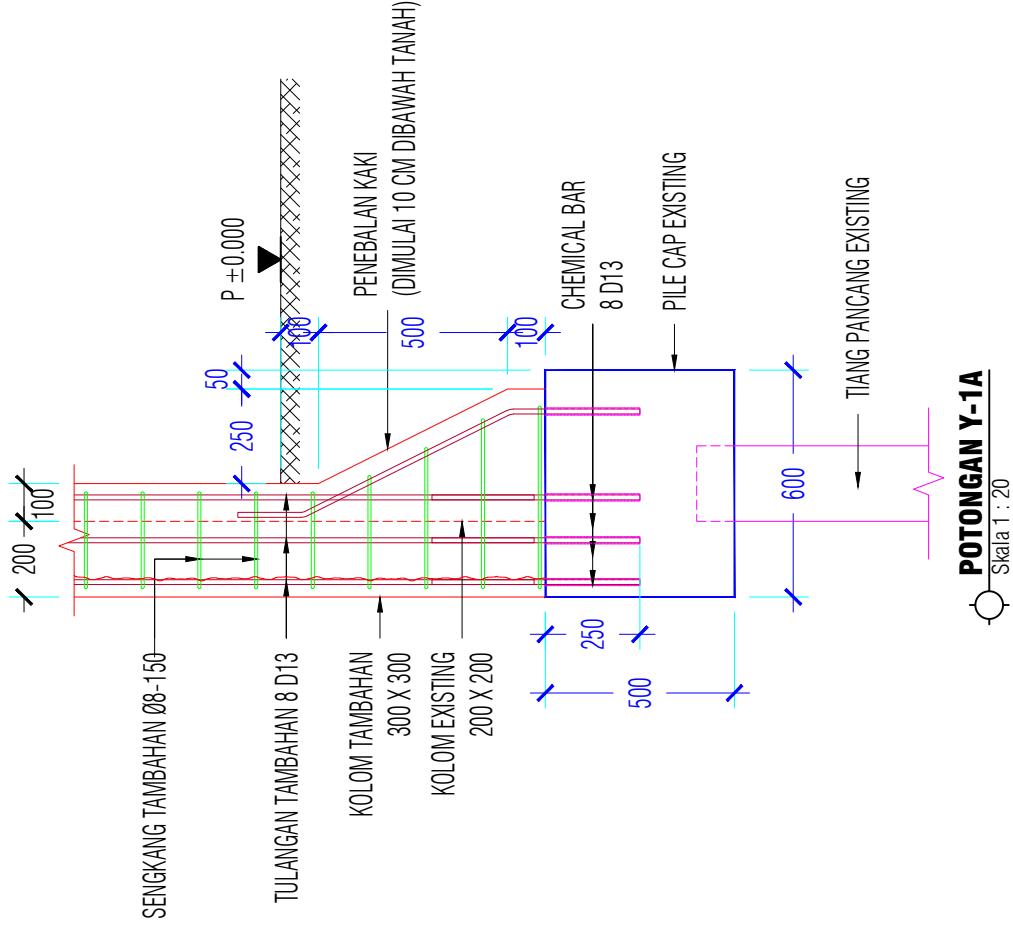 200
100
250
50
P ±0.000
100
500
100
PENEBALAN KAKI
(DIMULAI 10 CM DIBAWAH TANAH)
SENGKANG TAMBAHAN Ø8-150
TULANGAN TAMBAHAN 8 D13
KOLOM TAMBAHAN
300 X 300
KOLOM EXISTING
200 X 200
CHEMICAL BAR
8 D13
PILE CAP EXISTING
250
500
600
TIANG PANCANG EXISTING
POTONGAN Y-1A
Skala 1 : 20